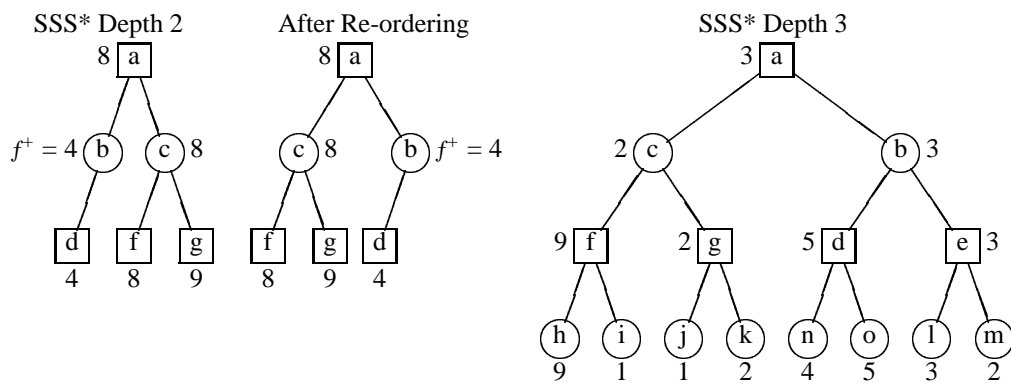 SSS* Depth 2 After Re-ordering SSS* Depth 3
8 a 8 a 3 a
f+ = 4 b c 8 c 8 b f+ = 4 2 c b 3
d f g f g d 9 f 2 g 5 d e 3
4 8 9 8 9 4
h i j k n o l m
9 1 1 2 4 5 3 2